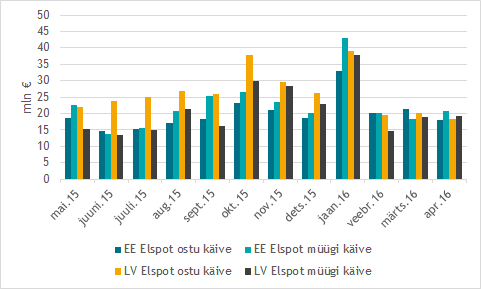 50
45
40
35
30
25
20
15
10
5
0
mln €
mai.15 juuni.15 juuli.15 aug.15 sept.15 okt.15 nov.15 dets.15 jaan.16 veebr.16 märts.16 apr.16
EE Elspot ostu käive EE Elspot müügi käive
LV Elspot ostu käive LV Elspot müügi käive